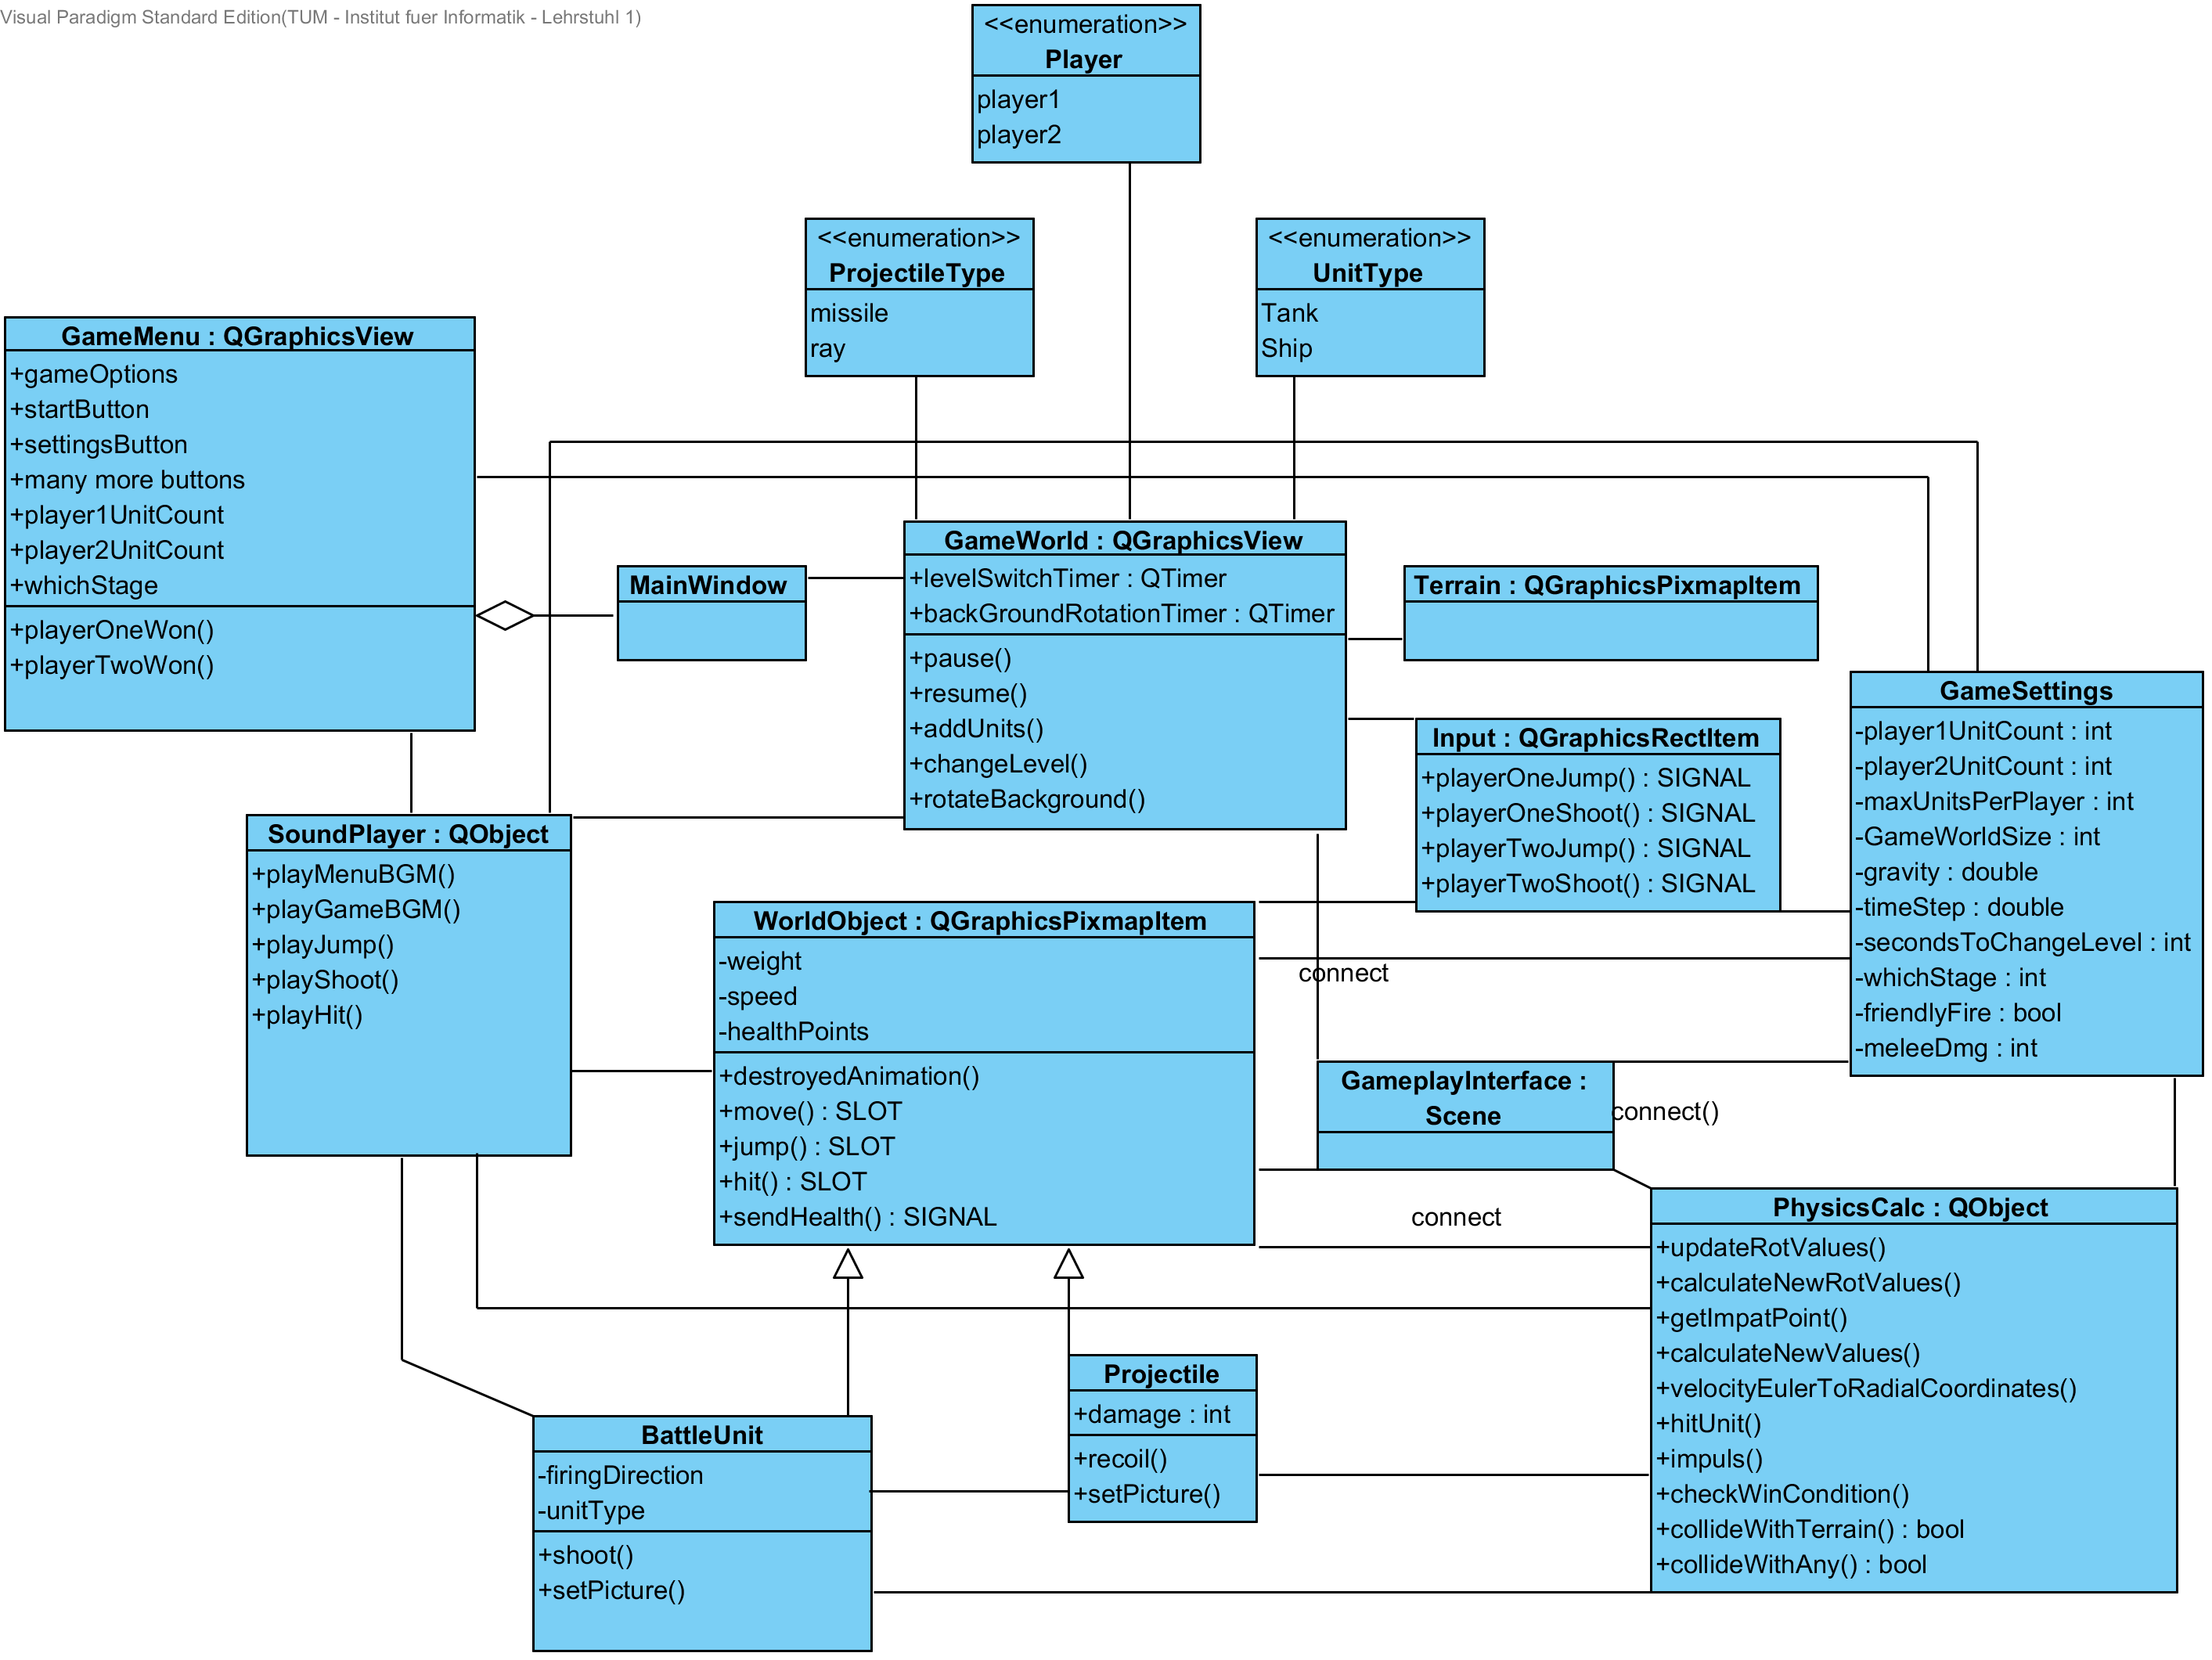 Visual Paradigm Standard Edition(TUM - Institut fuer Informatik - Lehrstuhl 1)
<<enumeration>>
Player
player1
player2
<<enumeration>>
ProjectileType
missile
ray
<<enumeration>>
UnitType
Tank
Ship
GameMenu : QGraphicsView
+gameOptions
+startButton
+settingsButton
+many more buttons
+player1UnitCount
+player2UnitCount
+whichStage
+playerOneWon()
+playerTwoWon()
MainWindow
GameWorld : QGraphicsView
+levelSwitchTimer : QTimer
+backGroundRotationTimer : QTimer
+pause()
+resume()
+addUnits()
+changeLevel()
+rotateBackground()
Terrain : QGraphicsPixmapItem
Input : QGraphicsRectItem
+playerOneJump() : SIGNAL
+playerOneShoot() : SIGNAL
+playerTwoJump() : SIGNAL
+playerTwoShoot() : SIGNAL
GameSettings
-player1UnitCount : int
-player2UnitCount : int
-maxUnitsPerPlayer : int
-GameWorldSize : int
-gravity : double
-timeStep : double
-secondsToChangeLevel : int
-whichStage : int
-friendlyFire : bool
-meleeDmg : int
SoundPlayer : QObject
+playMenuBGM()
+playGameBGM()
+playJump()
+playShoot()
+playHit()
WorldObject : QGraphicsPixmapItem
-weight
-speed
-healthPoints
+destroyedAnimation()
+move() : SLOT
+jump() : SLOT
+hit() : SLOT
+sendHealth() : SIGNAL
connect
GameplayInterface :
Scene
connect()
connect
PhysicsCalc : QObject
+updateRotValues()
+calculateNewRotValues()
+getImpatPoint()
+calculateNewValues()
+velocityEulerToRadialCoordinates()
+hitUnit()
+impuls()
+checkWinCondition()
+collideWithTerrain() : bool
+collideWithAny() : bool
Projectile
+damage : int
+recoil()
+setPicture()
BattleUnit
-firingDirection
-unitType
+shoot()
+setPicture()